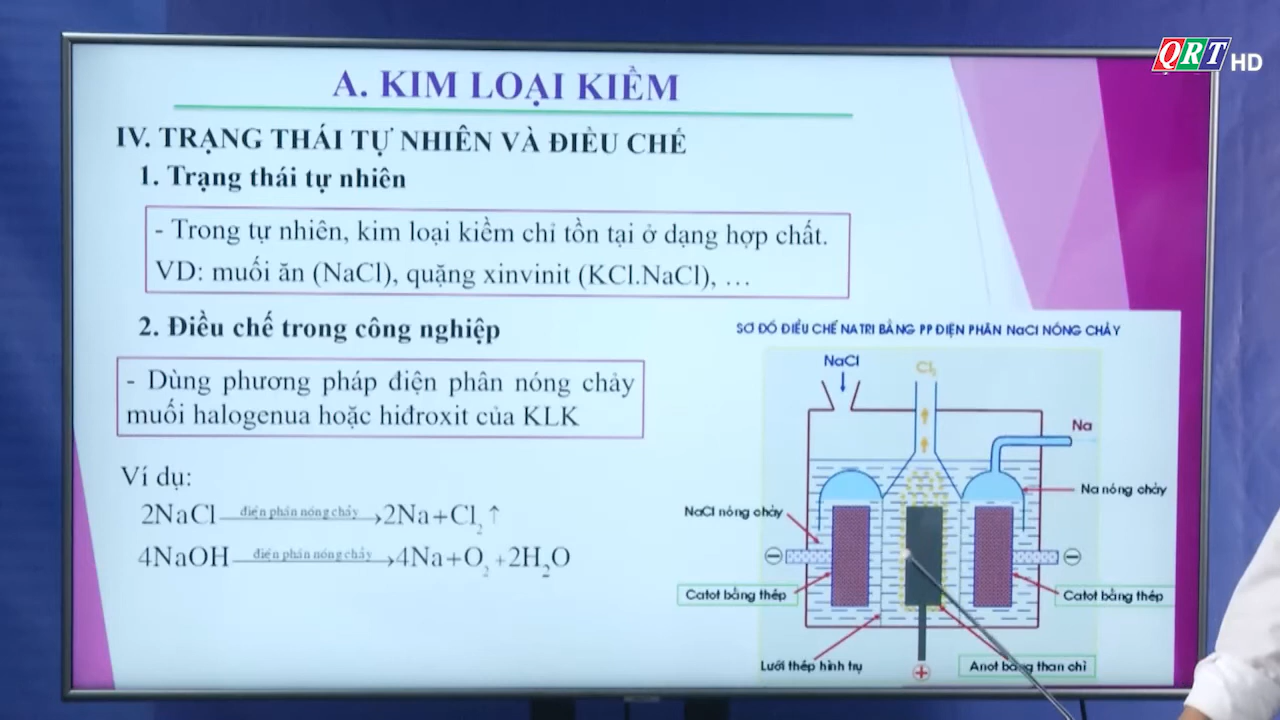 QRT HD
A. KIM LOẠI KIỀM
IV. TRẠNG THÁI TỰ NHIÊN VÀ ĐIỀU CHẾ
1. Trạng thái tự nhiên
- Trong tự nhiên, kim loại kiềm chỉ tồn tại ở dạng hợp chất.
VD: muối ăn (NaCl), quặng xinvinit (KCl.NaCl), …
2. Điều chế trong công nghiệp
- Dùng phương pháp điện phân nóng chảy
muối halogenua hoặc hiđroxit của KLK
Ví dụ:
2NaCl điện phân nóng chảy → 2Na+Cl₂ ↑
4NaOH điện phân nóng chảy → 4Na+O₂ +2H₂O
SƠ ĐỒ ĐIỀU CHẾ NATRI BẰNG PP ĐIỆN PHÂN NaCl NÓNG CHẢY
NaCl
Cl₂
Na
Na nóng chảy
NaCl nóng chảy
Catot bằng thép
Catot bằng thép
Lưới thép hình trụ
Anot bằng than chì